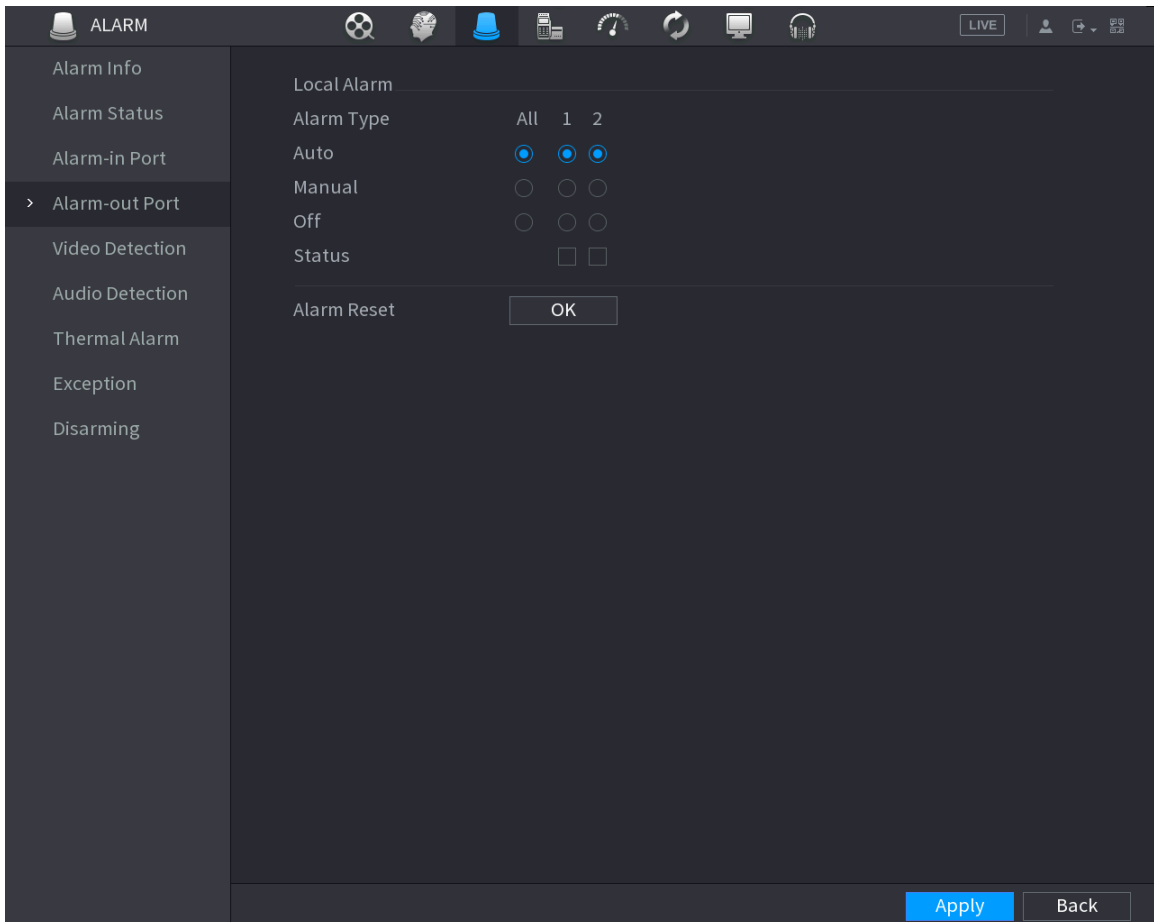 ALARM
LIVE
Alarm Info
Alarm Status
Alarm-in Port
Alarm-out Port
Video Detection
Audio Detection
Thermal Alarm
Exception
Disarming
Local Alarm
Alarm Type All 1 2
Auto
Manual
Off
Status
Alarm Reset OK
Apply Back